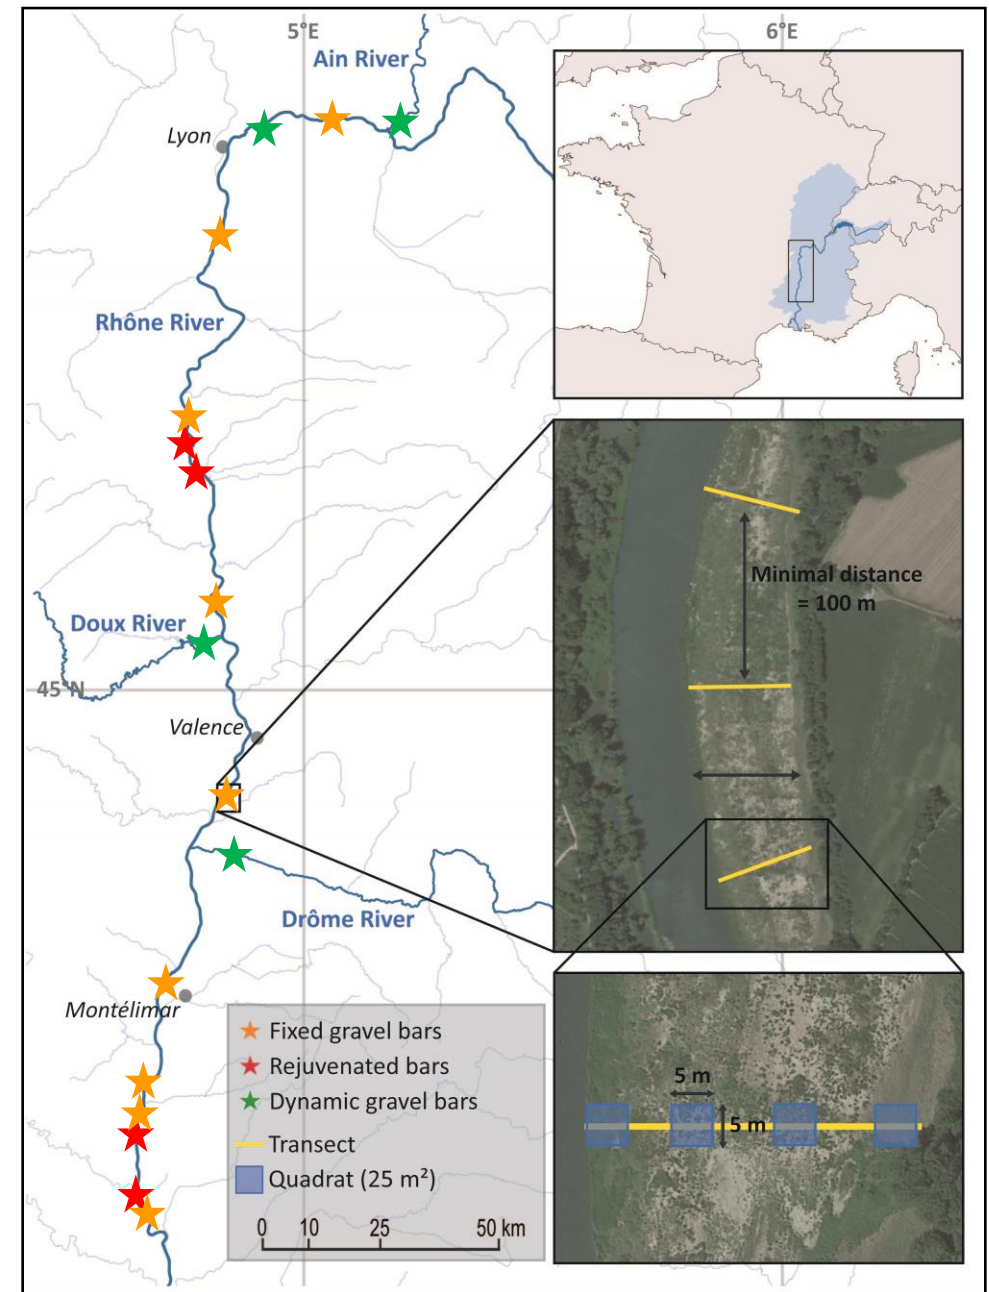 5°E
6°E
Ain River
Lyon
Rhône River
Doux River
45°N
Valence
Drôme River
Montélimar
Minimal distance
= 100 m
5 m
5 m
Fixed gravel bars
Rejuvenated bars
Dynamic gravel bars
Transect
Quadrat (25 m²)
0 10 25 50 km